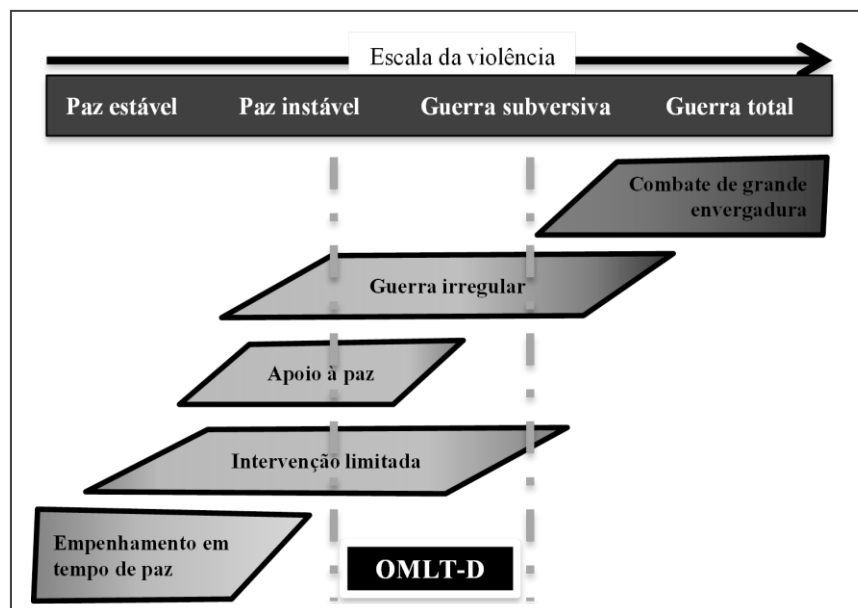 Escala da violência
Paz estável Paz instável Guerra subversiva Guerra total
Combate de grande
envergadura
Guerra irregular
Apoio à paz
Intervenção limitada
Empenhamento em
tempo de paz
OMLT-D